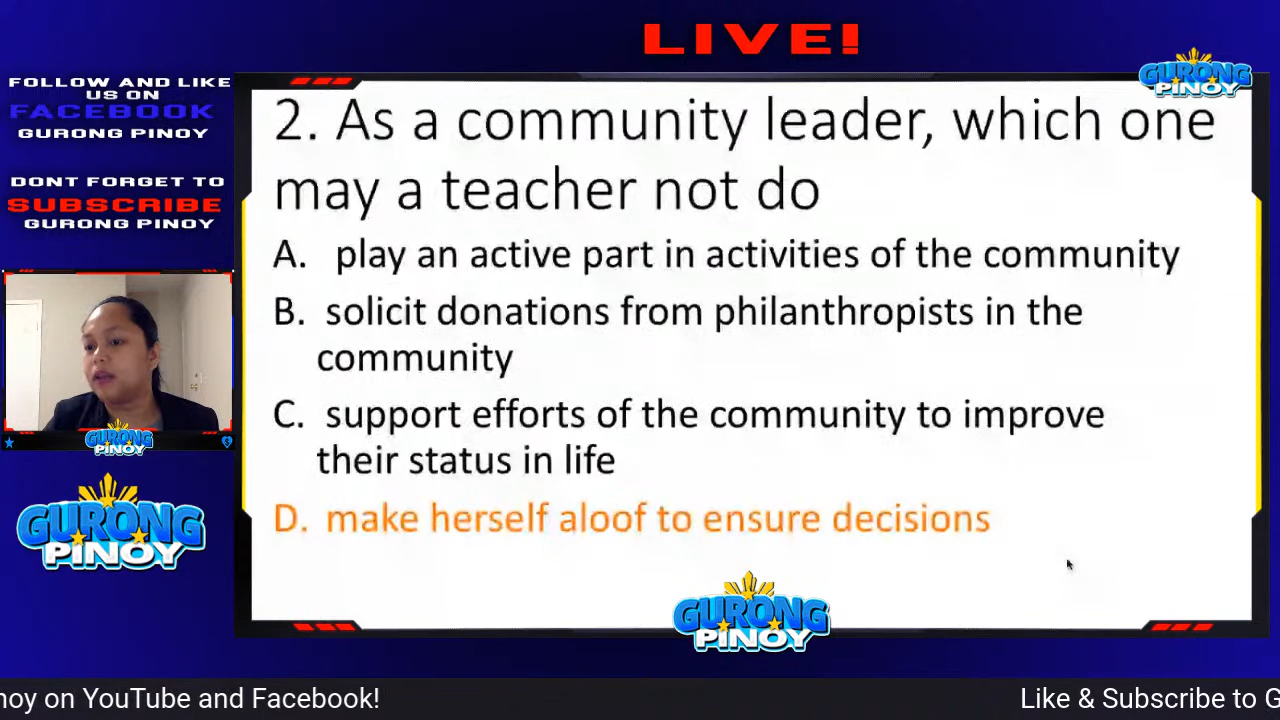 LIVE!
FOLLOW AND LIKE
US ON
FACEBOOK
GURONG PINOY
DONT FORGET TO
SUBSCRIBE
GURONG PINOY
GURONG
PINOY
2. As a community leader, which one
may a teacher not do
A. play an active part in activities of the community
B. solicit donations from philanthropists in the
community
C. support efforts of the community to improve
their status in life
D. make herself aloof to ensure decisions
GURONG
PINOY
GURONG
PINOY
GURONG
PINOY
noy on YouTube and Facebook!
Like & Subscribe to G